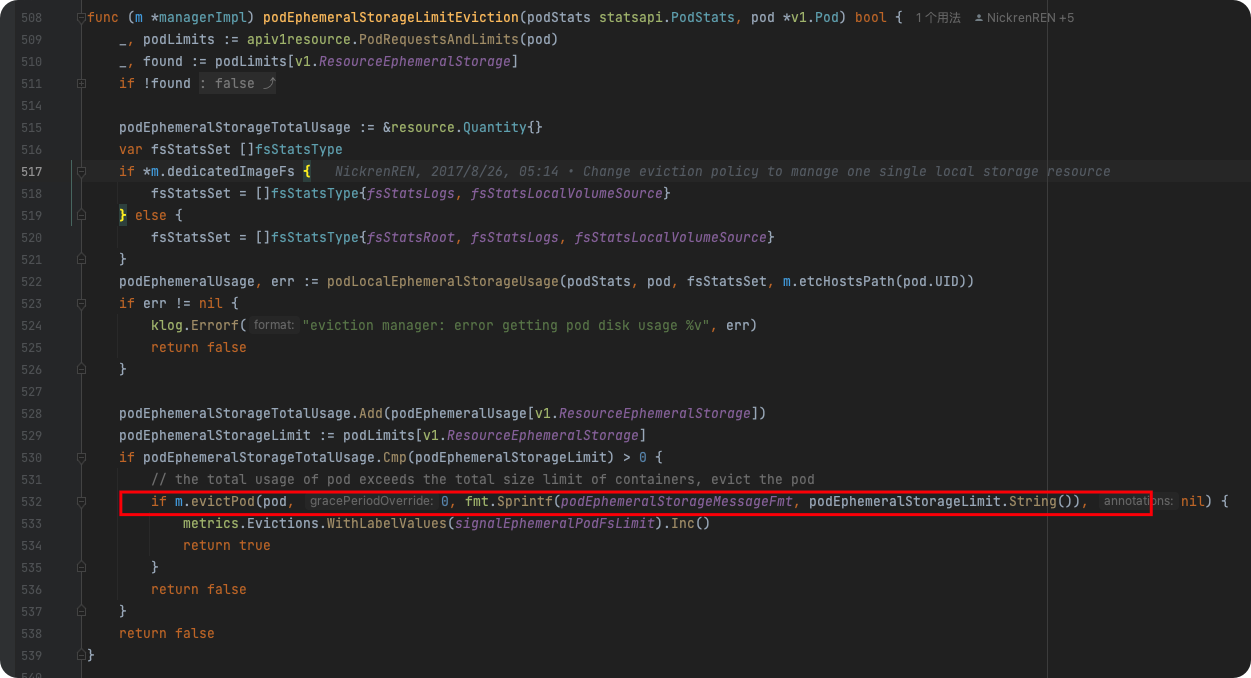 508 func (m *managerImpl) podEphemeralStorageLimitEviction(podStats statsapi.PodStats, pod *v1.Pod) bool { 1个用法 NickrenREN +5
509 _, podLimits := apiv1resource.PodRequestsAndLimits(pod)
510 _, found := podLimits[v1.ResourceEphemeralStorage]
511 if !found : false ⤴
514
515 podEphemeralStorageTotalUsage := &resource.Quantity{}
516 var fsStatsSet []fsStatsType
517 if *m.dedicatedImageFs { NickrenREN, 2017/8/26, 05:14 • Change eviction policy to manage one single local storage resource
518 fsStatsSet = []fsStatsType{fsStatsLogs, fsStatsLocalVolumeSource}
519 } else {
520 fsStatsSet = []fsStatsType{fsStatsRoot, fsStatsLogs, fsStatsLocalVolumeSource}
521 }
522 podEphemeralUsage, err := podLocalEphemeralStorageUsage(podStats, pod, fsStatsSet, m.etcHostsPath(pod.UID))
523 if err != nil {
524 klog.Errorf( format: "eviction manager: error getting pod disk usage %v", err)
525 return false
526 }
527
528 podEphemeralStorageTotalUsage.Add(podEphemeralUsage[v1.ResourceEphemeralStorage])
529 podEphemeralStorageLimit := podLimits[v1.ResourceEphemeralStorage]
530 if podEphemeralStorageTotalUsage.Cmp(podEphemeralStorageLimit) > 0 {
531 // the total usage of pod exceeds the total size limit of containers, evict the pod
532 if m.evictPod(pod, gracePeriodOverride: 0, fmt.Sprintf(podEphemeralStorageMessageFmt, podEphemeralStorageLimit.String()), annotations: nil) {
533 metrics.Evictions.WithLabelValues(signalEphemeralPodFsLimit).Inc()
534 return true
535 }
536 return false
537 }
538 return false
539 }
540